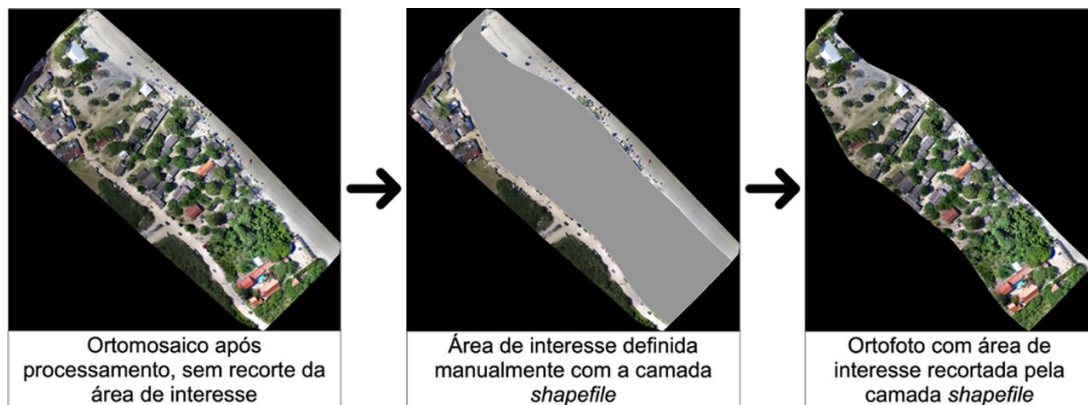 Ortomosaico após
processamento, sem recorte da
área de interesse
Área de interesse definida
manualmente com a camada
shapefile
Ortofoto com área de
interesse recortada pela
camada shapefile